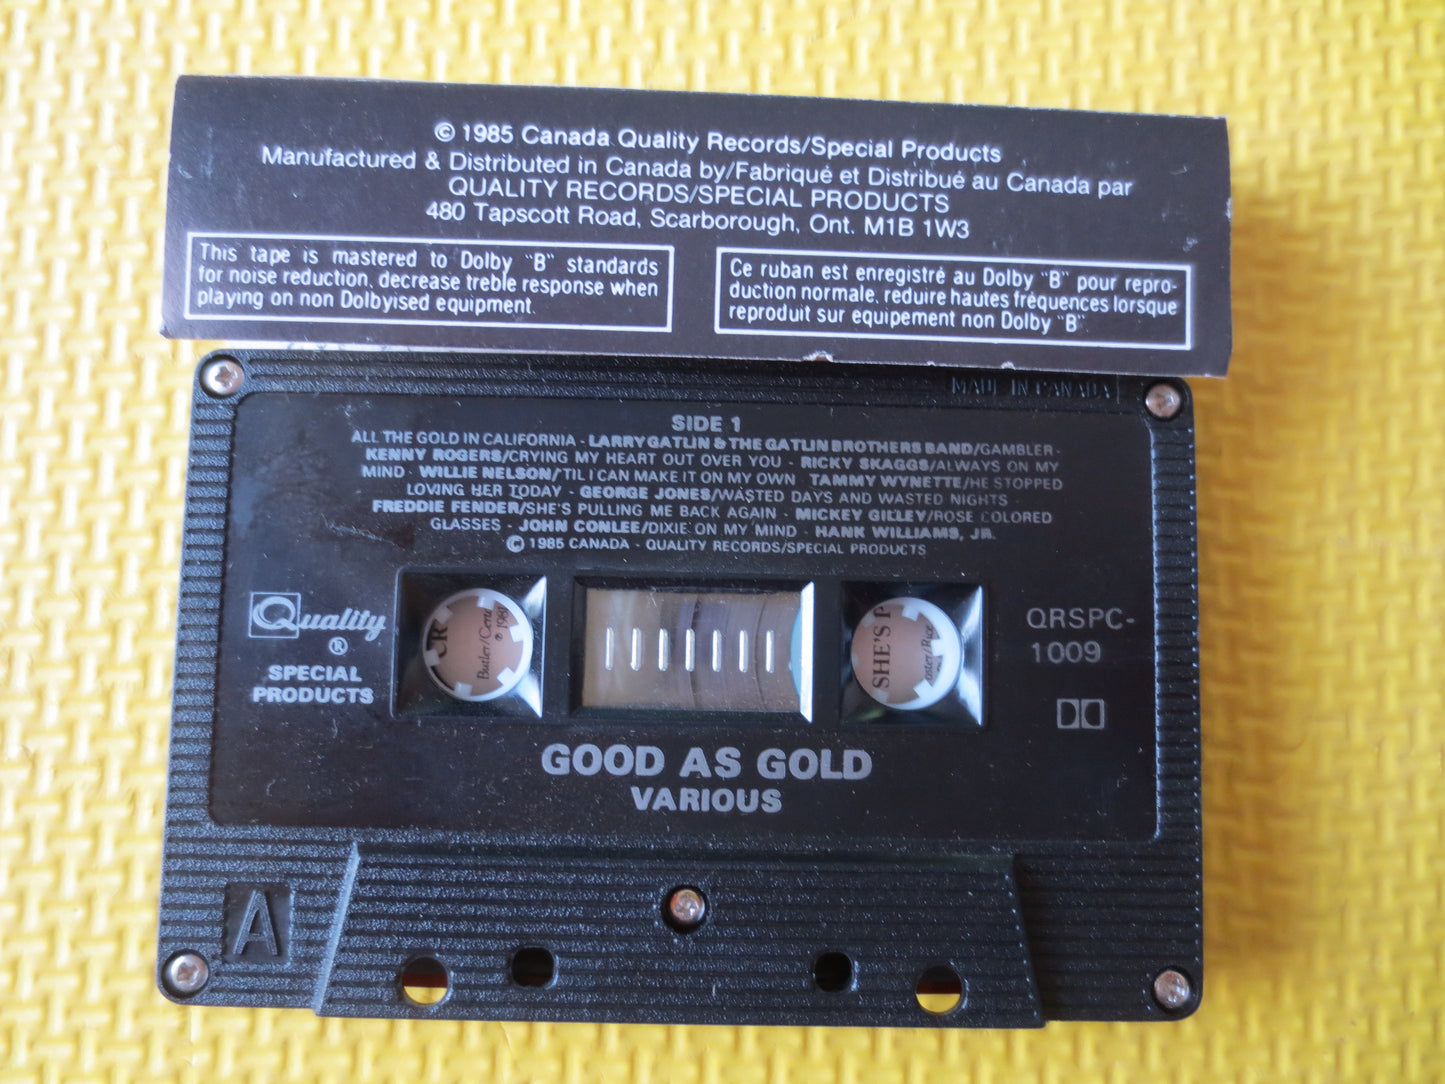 © 1985 Canada Quality Records/Special Products
Manufactured & Distributed in Canada by/Fabriqué et Distribué au Canada par
QUALITY RECORDS/SPECIAL PRODUCTS
480 Tapscott Road, Scarborough, Ont. M1B 1W3
This tape is mastered to Dolby "B" standards
for noise reduction, decrease treble response when
playing on non Dolbyised equipment.
Ce ruban est enregistré au Dolby "B" pour repro-
duction normale, reduire hautes fréquences lorsque
reproduit sur equipement non Dolby "B"
MADE IN CANADA
SIDE 1
ALL THE GOLD IN CALIFORNIA - LARRY GATLIN & THE GATLIN BROTHERS BAND/GAMBLER -
KENNY ROGERS/CRYING MY HEART OUT OVER YOU - RICKY SKAGGS/ALWAYS ON MY
MIND - WILLIE NELSON/'TIL I CAN MAKE IT ON MY OWN - TAMMY WYNETTE/HE STOPPED
LOVING HER TODAY - GEORGE JONES/WASTED DAYS AND WASTED NIGHTS -
FREDDIE FENDER/SHE'S PULLING ME BACK AGAIN - MICKEY GILLEY/ROSE COLORED
GLASSES - JOHN CONLEE/DIXIE ON MY MIND - HANK WILLIAMS, JR.
© 1985 CANADA - QUALITY RECORDS/SPECIAL PRODUCTS
Quality
®
SPECIAL
PRODUCTS
CR
Butler/Cent
℗ 198
SHE'S P
oster/Rice
QRSPC-
1009
GOOD AS GOLD
VARIOUS
A